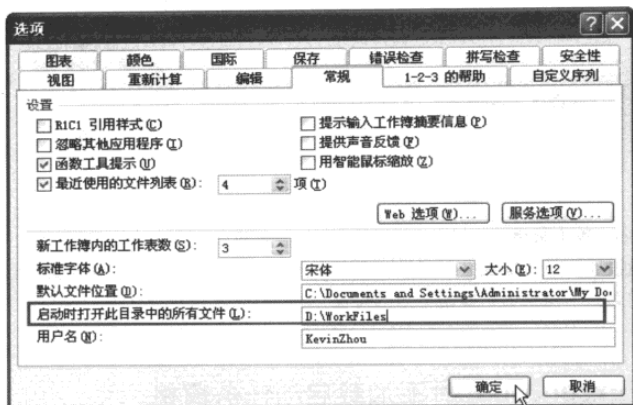 选项
图表 颜色 国际 保存 错误检查 拼写检查 安全性
视图 重新计算 编辑 常规 1-2-3 的帮助 自定义序列
设置
R1C1 引用样式(C) 提示输入工作簿摘要信息(P)
忽略其他应用程序(I) 提供声音反馈(F)
函数工具提示(U) 用智能鼠标缩放(Z)
最近使用的文件列表(R): 4 项(T)
Web 选项(W)... 服务选项(V)...
新工作簿内的工作表数(S): 3
标准字体(A): 宋体 大小(E): 12
默认文件位置(D): C:\Documents and Settings\Administrator\My Do
启动时打开此目录中的所有文件(L): D:\WorkFiles
用户名(N): KevinZhou
确定 取消